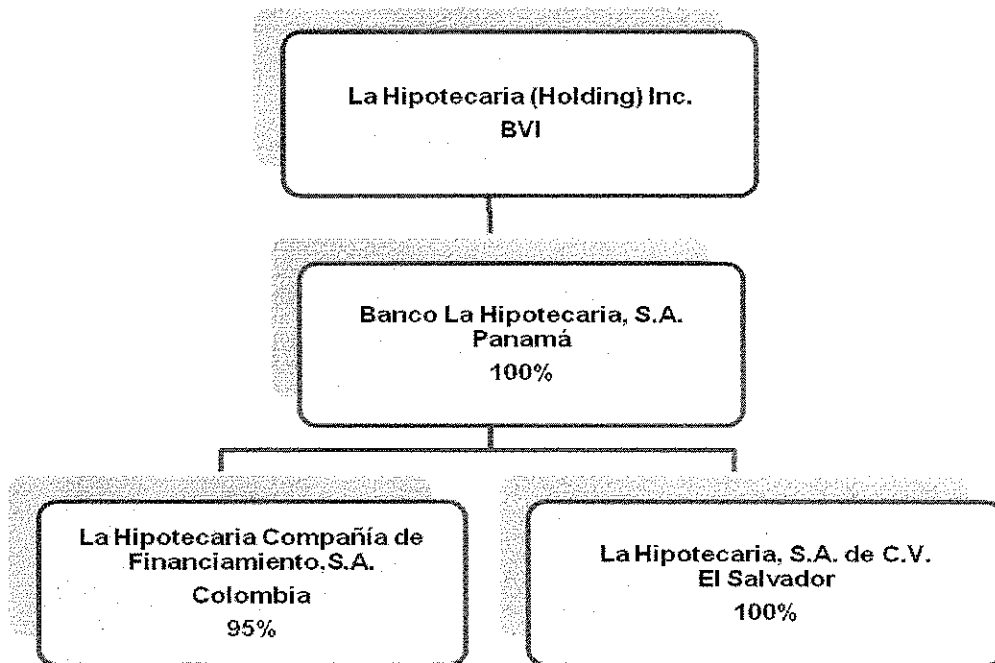 La Hipotecaria (Holding) Inc.
BVI
Banco La Hipotecaria, S.A.
Panamá
100%
La Hipotecaria Compañía de
Financiamiento, S.A.
Colombia
95%
La Hipotecaria, S.A. de C.V.
El Salvador
100%